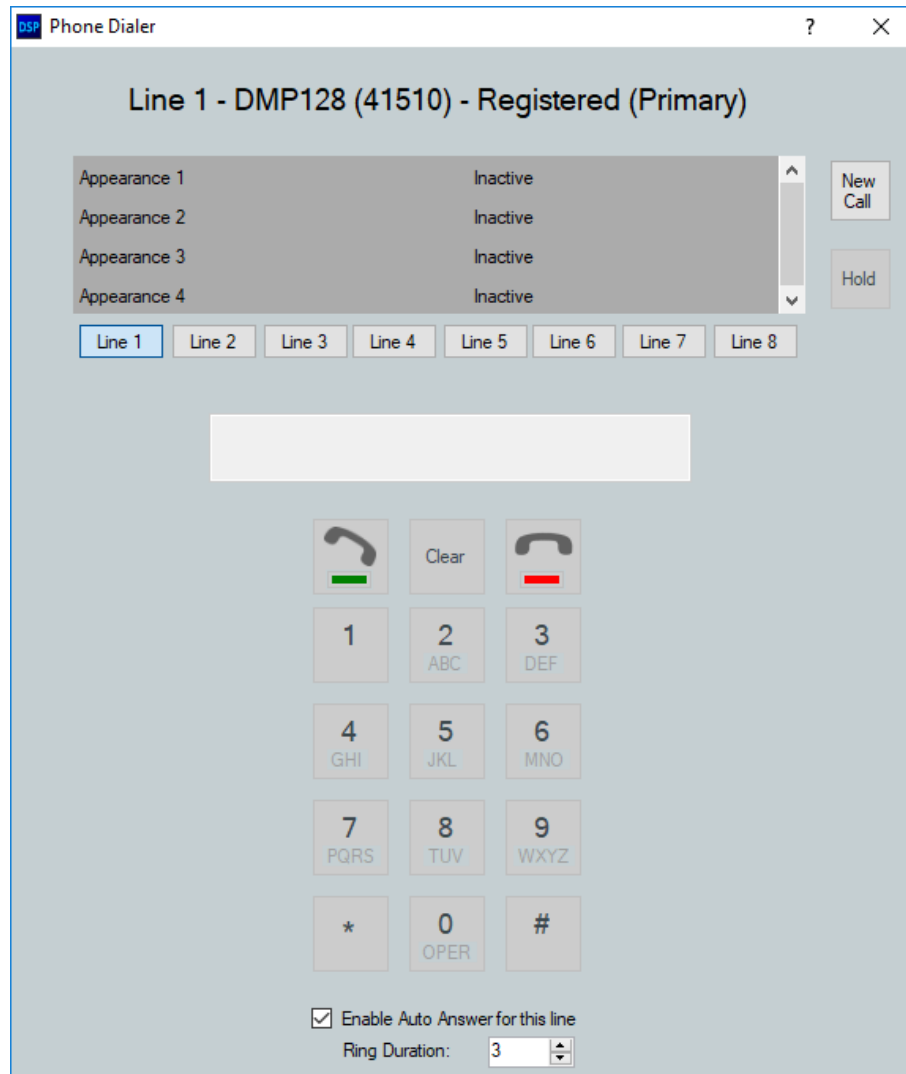 DSP Phone Dialer ?
Line 1 - DMP128 (41510) - Registered (Primary)
Appearance 1 Inactive
Appearance 2 Inactive
Appearance 3 Inactive
Appearance 4 Inactive
New
Call
Hold
Line 1 Line 2 Line 3 Line 4 Line 5 Line 6 Line 7 Line 8
Clear
1 2 3
ABC DEF
4 5 6
GHI JKL MNO
7 8 9
PQRS TUV WXYZ
* 0 #
OPER
Enable Auto Answer for this line
Ring Duration: 3